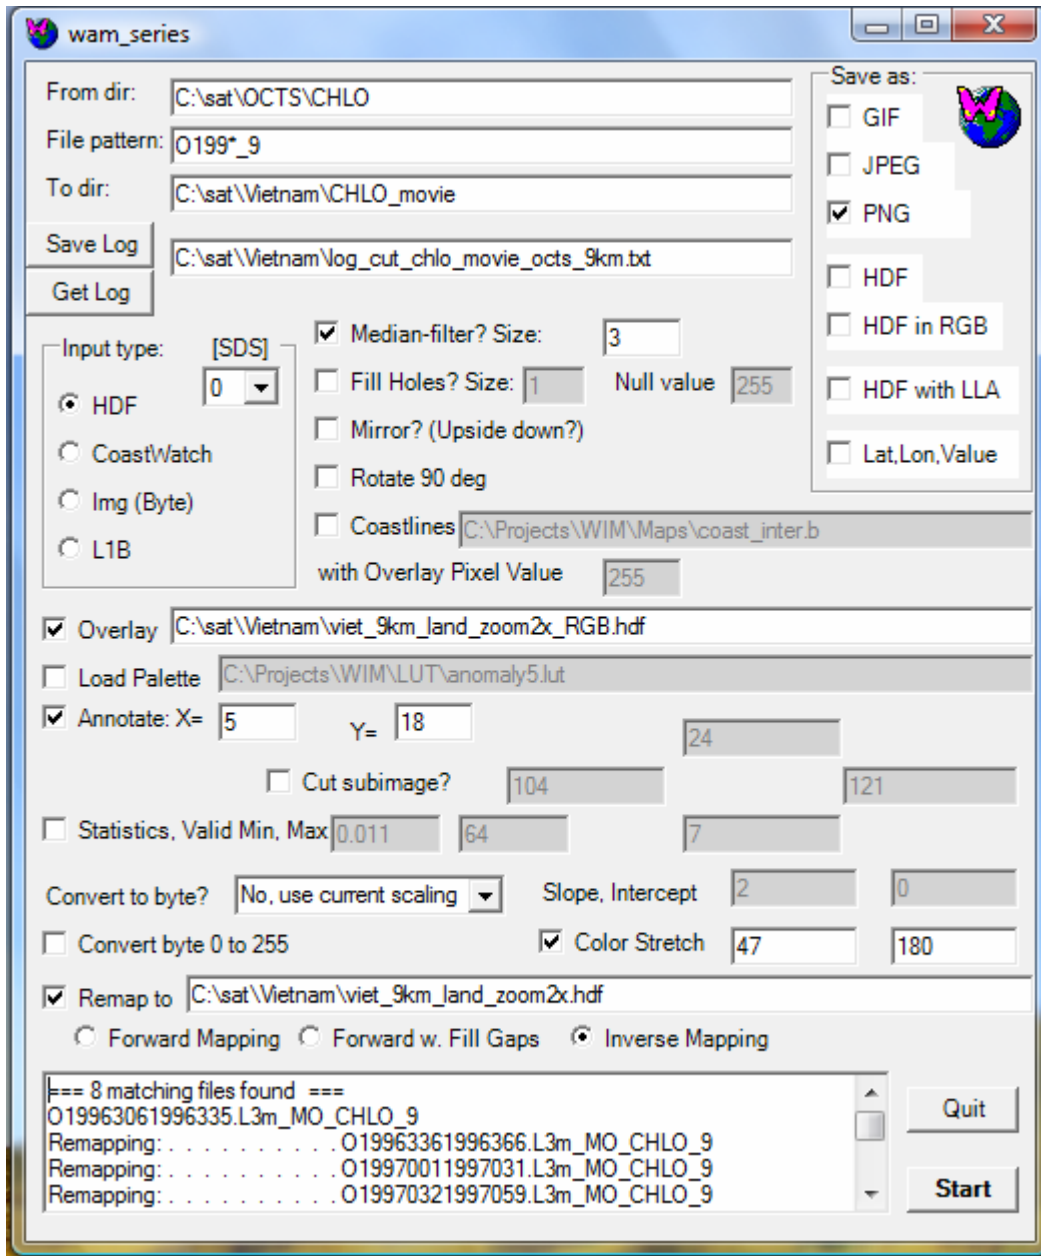 wam_series
From dir: C:\sat\OCTS\CHLO
File pattern: O199*_9
To dir: C:\sat\Vietnam\CHLO_movie
Save Log
C:\sat\Vietnam\log_cut_chlo_movie_octs_9km.txt
Get Log
Save as:
GIF
JPEG
PNG
HDF
HDF in RGB
HDF with LLA
Lat,Lon,Value
Input type: [SDS]
0
HDF
CoastWatch
Img (Byte)
L1B
Median-filter? Size: 3
Fill Holes? Size: 1 Null value 255
Mirror? (Upside down?)
Rotate 90 deg
Coastlines C:\Projects\WIM\Maps\coast_inter.b
with Overlay Pixel Value 255
Overlay C:\sat\Vietnam\viet_9km_land_zoom2x_RGB.hdf
Load Palette C:\Projects\WIM\LUT\anomaly5.lut
Annotate: X= 5 Y= 18
24
Cut subimage? 104 121
Statistics, Valid Min, Max 0.011 64 7
Convert to byte? No, use current scaling Slope, Intercept 2 0
Convert byte 0 to 255 Color Stretch 47 180
Remap to C:\sat\Vietnam\viet_9km_land_zoom2x.hdf
Forward Mapping Forward w. Fill Gaps Inverse Mapping
=== 8 matching files found ===
O19963061996335.L3m_MO_CHLO_9
Remapping: . . . . . . . . . . . O19963361996366.L3m_MO_CHLO_9
Remapping: . . . . . . . . . . . O19970011997031.L3m_MO_CHLO_9
Remapping: . . . . . . . . . . . O19970321997059.L3m_MO_CHLO_9
Quit
Start